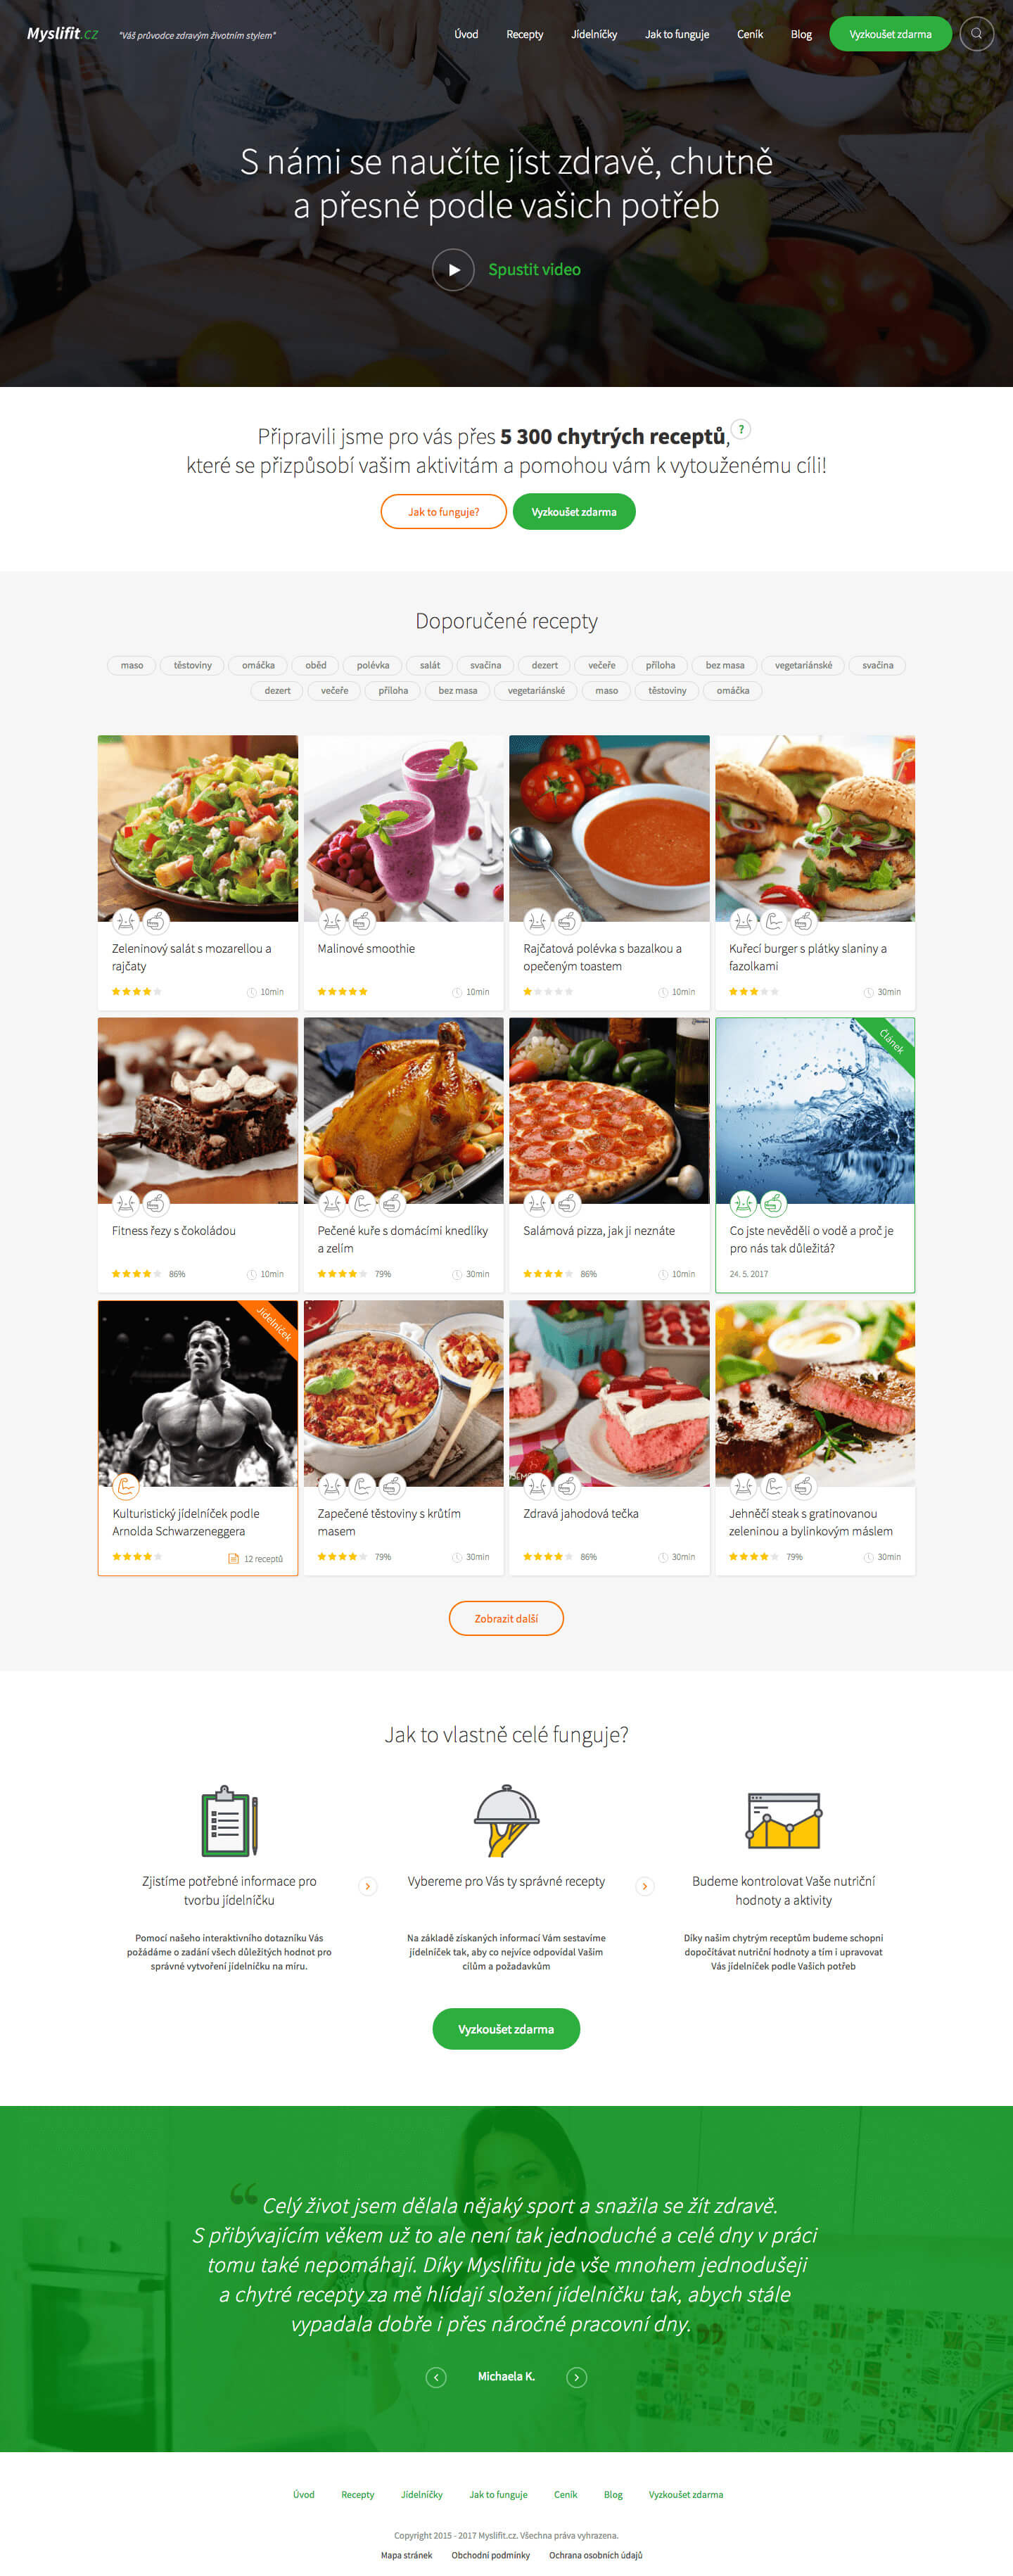 Myslifit.cz
"Váš průvodce zdravým životním stylem"
Úvod
Recepty
Jídelníčky
Jak to funguje
Ceník
Blog
Vyzkoušet zdarma
S námi se naučíte jíst zdravě, chutně
a přesně podle vašich potřeb
Spustit video
Připravili jsme pro vás přes 5 300 chytrých receptů, ?
které se přizpůsobí vašim aktivitám a pomohou vám k vytouženému cíli!
Jak to funguje?
Vyzkoušet zdarma
Doporučené recepty
maso
těstoviny
omáčka
oběd
polévka
salát
svačina
dezert
večeře
příloha
bez masa
vegetariánské
svačina
dezert
večeře
příloha
bez masa
vegetariánské
maso
těstoviny
omáčka
Zeleninový salát s mozarellou a
rajčaty
10min
Malinové smoothie
10min
Rajčatová polévka s bazalkou a
opečeným toastem
10min
Kuřecí burger s plátky slaniny a
fazolkami
30min
Fitness řezy s čokoládou
86%
10min
Pečené kuře s domácími knedlíky
a zelím
79%
30min
Salámová pizza, jak ji neznáte
86%
10min
Článek
Co jste nevěděli o vodě a proč je
pro nás tak důležitá?
24. 5. 2017
Jídelníček
Kulturistický jídelníček podle
Arnolda Schwarzeneggera
12 receptů
Zapečené těstoviny s krůtím
masem
79%
30min
Zdravá jahodová tečka
86%
30min
Jehněčí steak s gratinovanou
zeleninou a bylinkovým máslem
79%
30min
Zobrazit další
Jak to vlastně celé funguje?
Zjistíme potřebné informace pro
tvorbu jídelníčku
Pomocí našeho interaktivního dotazníku Vás
požádáme o zadání všech důležitých hodnot pro
správné vytvoření jídelníčku na míru.
Vybereme pro Vás ty správné recepty
Na základě získaných informací Vám sestavíme
jídelníček tak, aby co nejvíce odpovídal Vašim
cílům a požadavkům
Budeme kontrolovat Vaše nutriční
hodnoty a aktivity
Díky našim chytrým receptům budeme schopni
dopočítávat nutriční hodnoty a tím i upravovat
Vás jídelníček podle Vašich potřeb
Vyzkoušet zdarma
“ Celý život jsem dělala nějaký sport a snažila se žít zdravě.
S přibývajícím věkem už to ale není tak jednoduché a celé dny v práci
tomu také nepomáhají. Díky Myslifitu jde vše mnohem jednodušeji
a chytré recepty za mě hlídají složení jídelníčku tak, abych stále
vypadala dobře i přes náročné pracovní dny.
Michaela K.
Úvod
Recepty
Jídelníčky
Jak to funguje
Ceník
Blog
Vyzkoušet zdarma
Copyright 2015 - 2017 Myslifit.cz. Všechna práva vyhrazena.
Mapa stránek
Obchodní podmínky
Ochrana osobních údajů